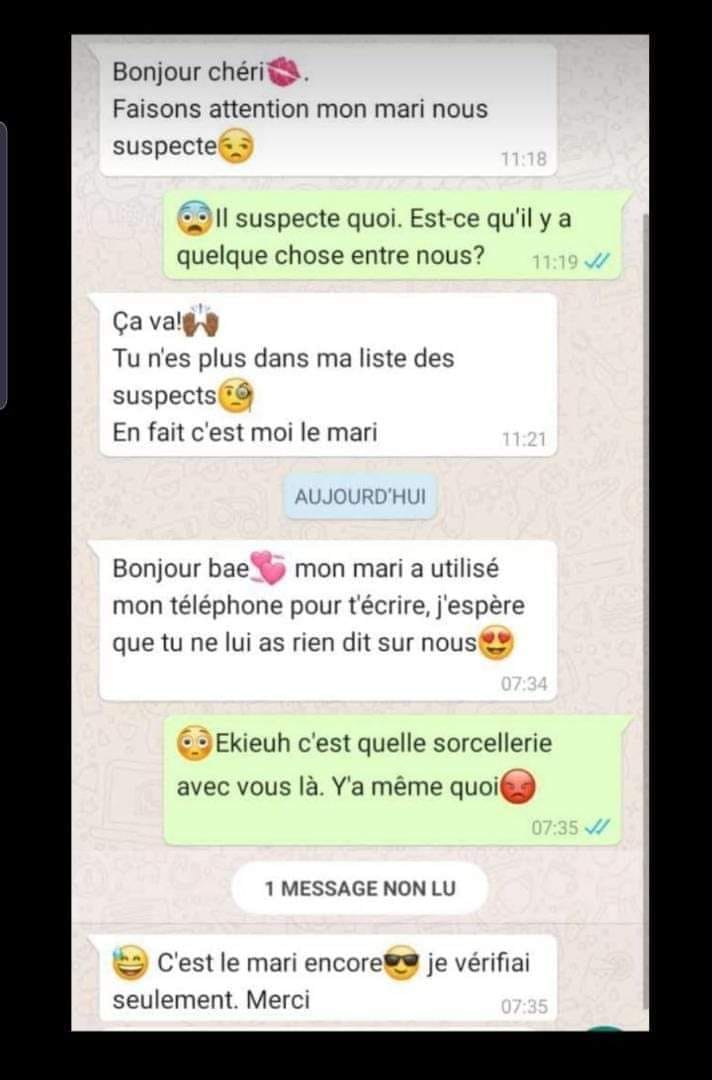 Bonjour chéri💋.
Faisons attention mon mari nous
suspecte😒
11:18
😨Il suspecte quoi. Est-ce qu'il y a
quelque chose entre nous?
11:19
Ça va!🙌🏾
Tu n'es plus dans ma liste des
suspects🧐
En fait c'est moi le mari
11:21
AUJOURD'HUI
Bonjour bae💞 mon mari a utilisé
mon téléphone pour t'écrire, j'espère
que tu ne lui as rien dit sur nous😍
07:34
😳Ekieuh c'est quelle sorcellerie
avec vous là. Y'a même quoi😡
07:35
1 MESSAGE NON LU
😅 C'est le mari encore😎 je vérifiai
seulement. Merci
07:35